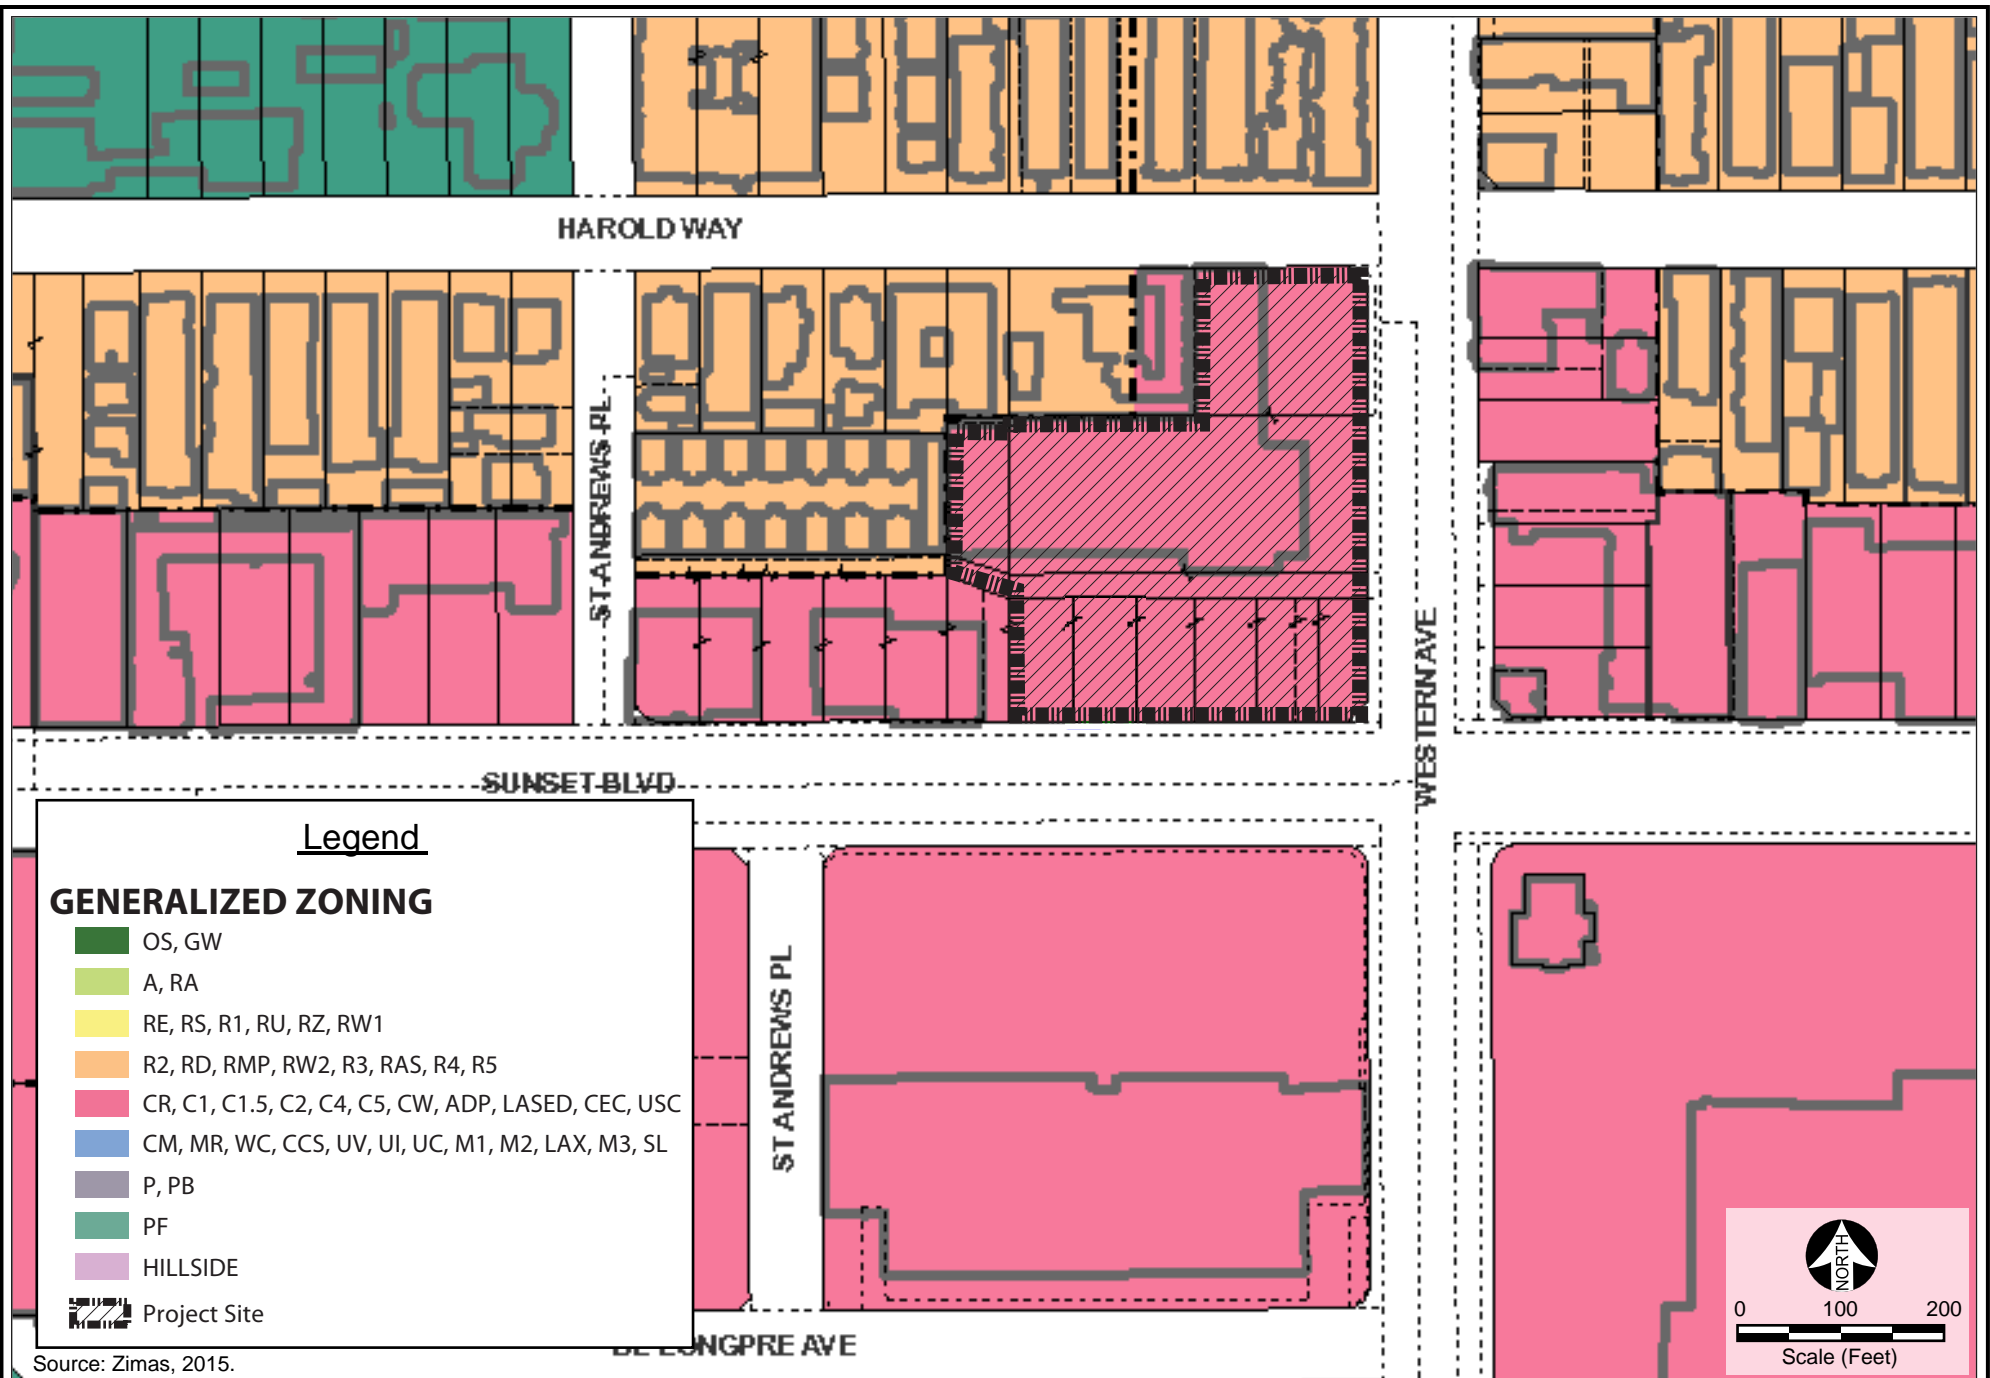 HAROLD WAY
ST ANDREWS PL
WESTERN AVE
SUNSET BLVD
Legend
GENERALIZED ZONING
OS, GW
A, RA
RE, RS, R1, RU, RZ, RW1
R2, RD, RMP, RW2, R3, RAS, R4, R5
CR, C1, C1.5, C2, C4, C5, CW, ADP, LASED, CEC, USC
CM, MR, WC, CCS, UV, UI, UC, M1, M2, LAX, M3, SL
P, PB
PF
HILLSIDE
Project Site
ST ANDREWS PL
DE LONGPRE AVE
NORTH
0 100 200
Scale (Feet)
Source: Zimas, 2015.